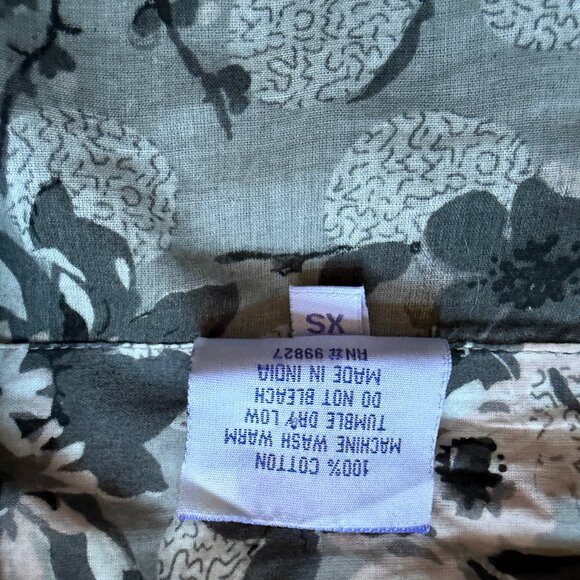 100% COTTON
MACHINE WASH WARM
TUMBLE DRY LOW
DO NOT BLEACH
MADE IN INDIA
RN# 99827
XS